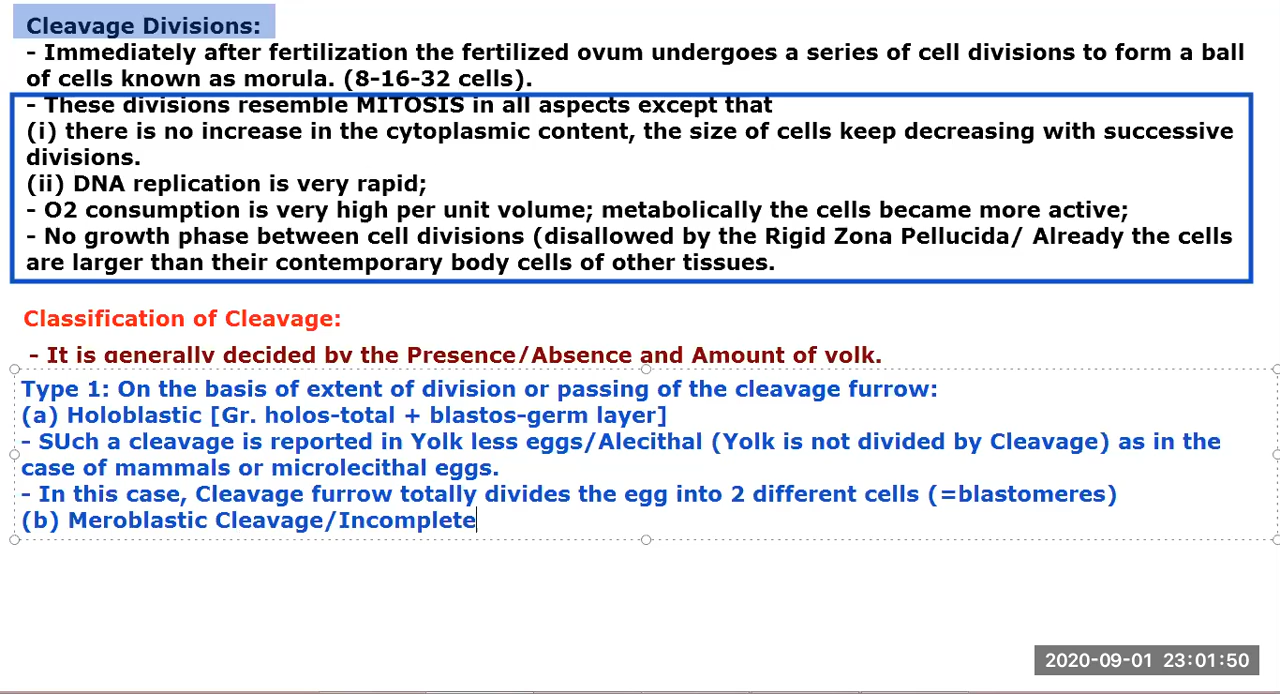 Cleavage Divisions:
- Immediately after fertilization the fertilized ovum undergoes a series of cell divisions to form a ball
of cells known as morula. (8-16-32 cells).
- These divisions resemble MITOSIS in all aspects except that
(i) there is no increase in the cytoplasmic content, the size of cells keep decreasing with successive
divisions.
(ii) DNA replication is very rapid;
- O2 consumption is very high per unit volume; metabolically the cells became more active;
- No growth phase between cell divisions (disallowed by the Rigid Zona Pellucida/ Already the cells
are larger than their contemporary body cells of other tissues.
Classification of Cleavage:
- It is generally decided by the Presence/Absence and Amount of yolk.
Type 1: On the basis of extent of division or passing of the cleavage furrow:
(a) Holoblastic [Gr. holos-total + blastos-germ layer]
- SUch a cleavage is reported in Yolk less eggs/Alecithal (Yolk is not divided by Cleavage) as in the
case of mammals or microlecithal eggs.
- In this case, Cleavage furrow totally divides the egg into 2 different cells (=blastomeres)
(b) Meroblastic Cleavage/Incomplete
2020-09-01 23:01:50